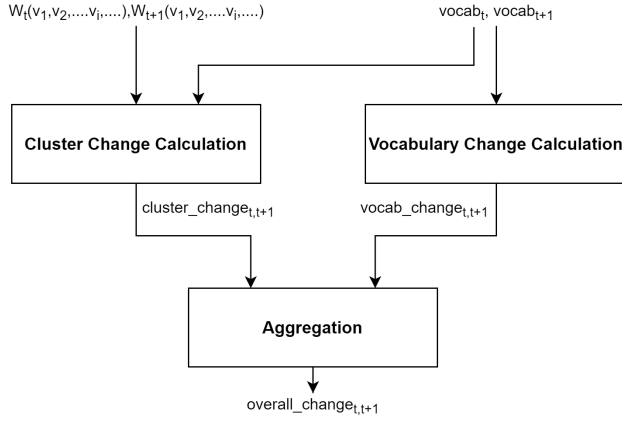 W_t(v_1,v_2,....v_i,....),W_{t+1}(v_1,v_2,....v_i,....)
vocab_t, vocab_{t+1}
Cluster Change Calculation
Vocabulary Change Calculation
cluster_change_{t,t+1}
vocab_change_{t,t+1}
Aggregation
overall_change_{t,t+1}